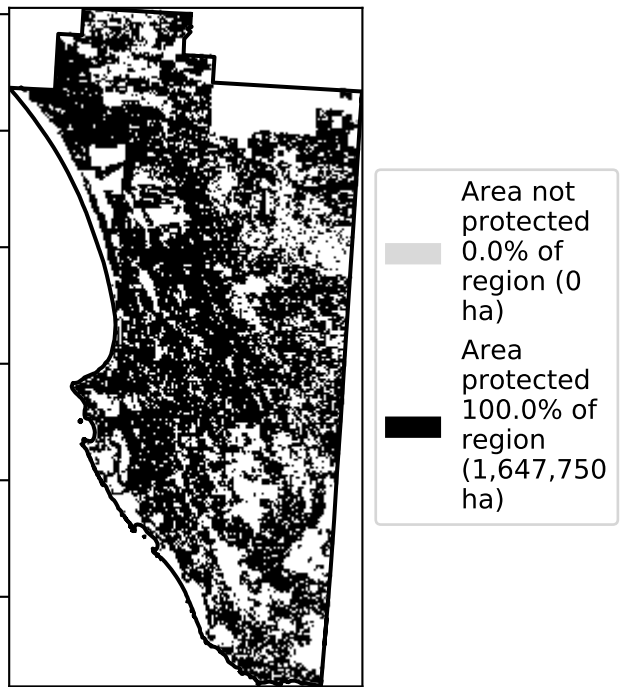 Area not
protected
0.0% of
region (0
ha)
Area
protected
100.0% of
region
(1,647,750
ha)